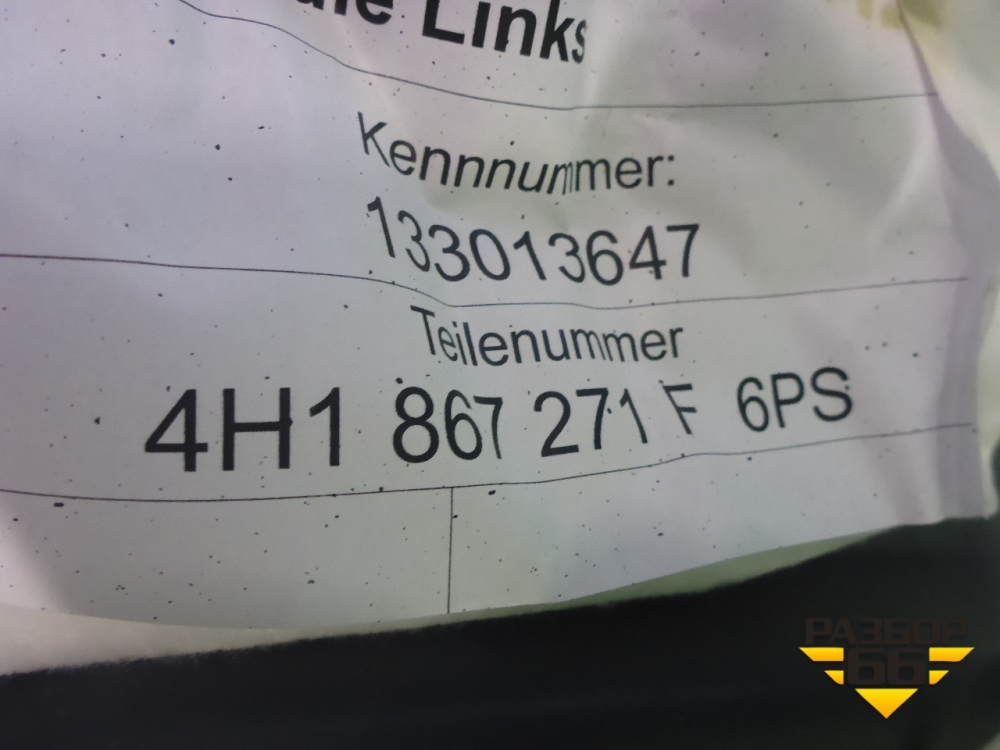 Links
Kennnummer:
133013647
Teilenummer
4H1 867 271 F 6PS
РАЗБОР
66